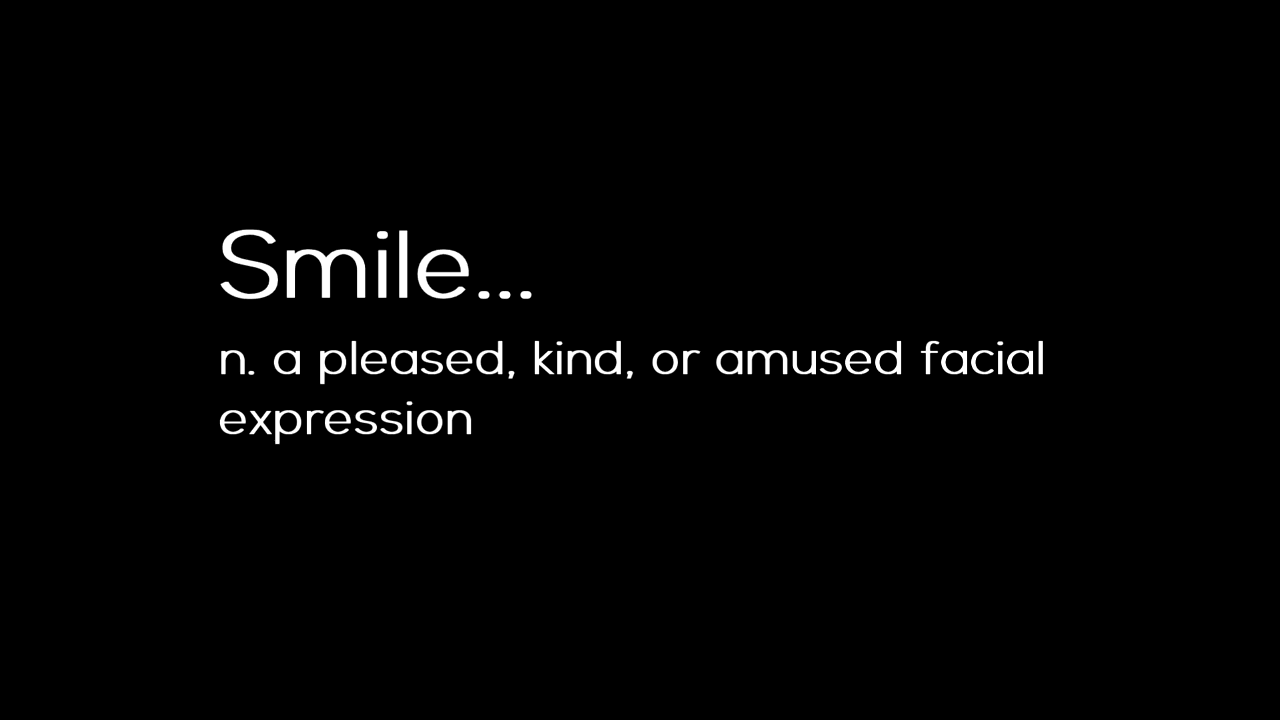 Smile...
n. a pleased, kind, or amused facial
expression